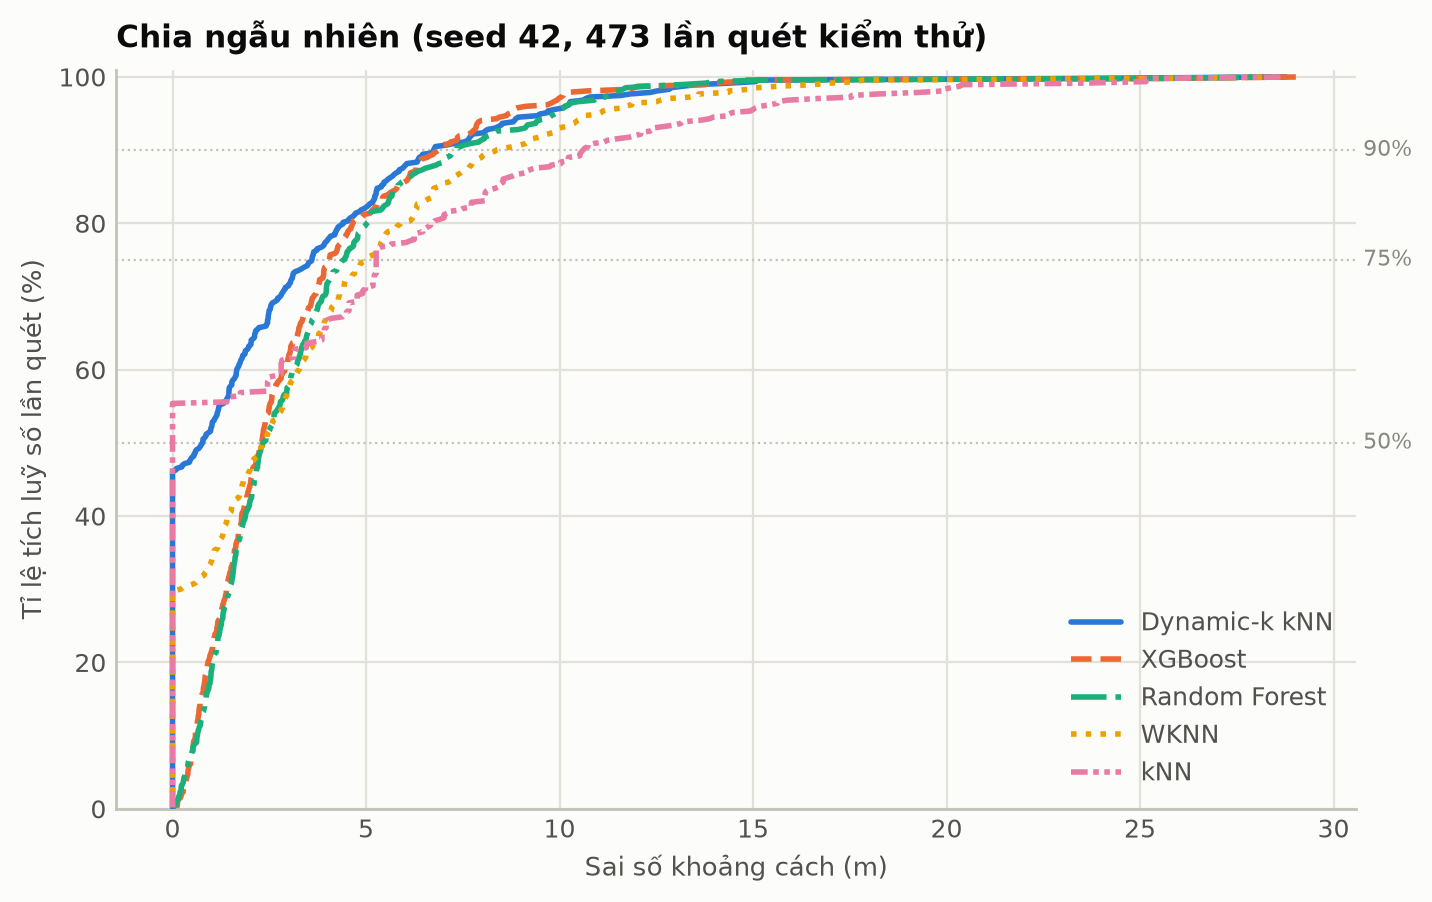 Chia ngẫu nhiên (seed 42, 473 lần quét kiểm thử)
Tỉ lệ tích luỹ số lần quét (%)
100
80
60
40
20
0
90%
75%
50%
Dynamic-k kNN
XGBoost
Random Forest
WKNN
kNN
0 5 10 15 20 25 30
Sai số khoảng cách (m)